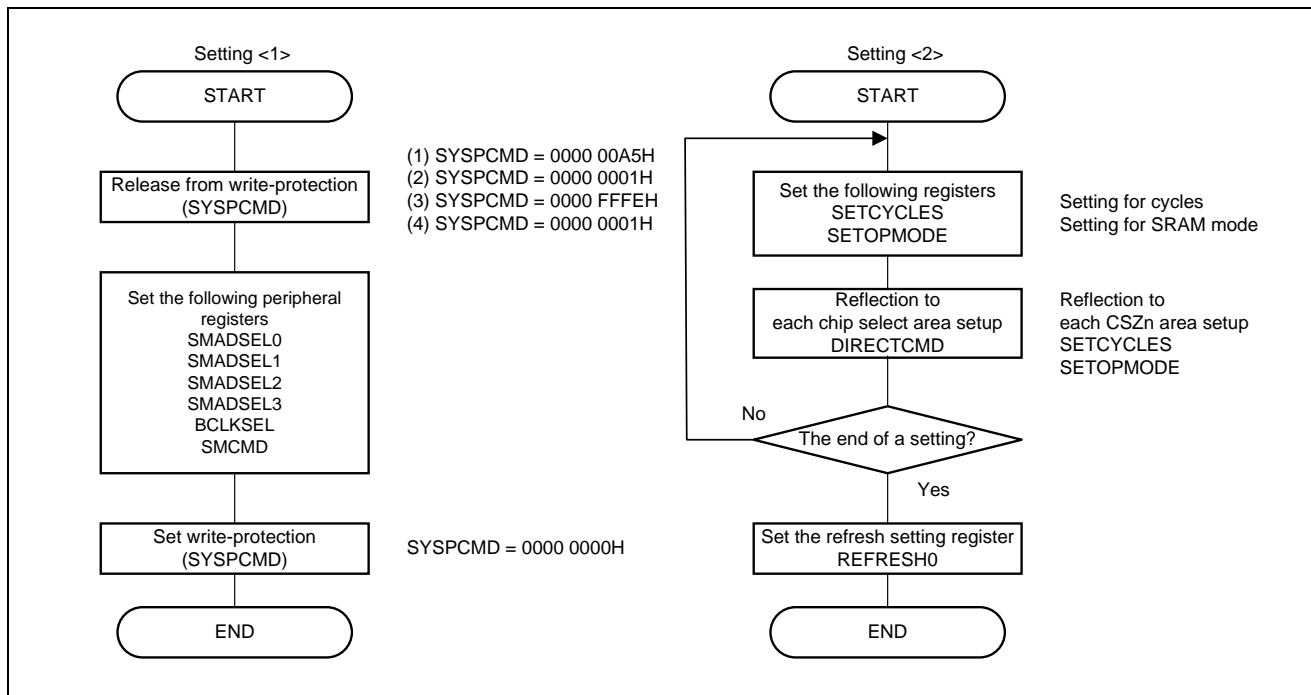 Setting <1>
START
Release from write-protection
(SYSPCMD)
(1) SYSPCMD = 0000 00A5H
(2) SYSPCMD = 0000 0001H
(3) SYSPCMD = 0000 FFFEH
(4) SYSPCMD = 0000 0001H
Set the following peripheral
registers
SMADSEL0
SMADSEL1
SMADSEL2
SMADSEL3
BCLKSEL
SMCMD
Set write-protection
(SYSPCMD)
SYSPCMD = 0000 0000H
END
Setting <2>
START
Set the following registers
SETCYCLES
SETOPMODE
Setting for cycles
Setting for SRAM mode
Reflection to
each chip select area setup
DIRECTCMD
Reflection to
each CSZn area setup
SETCYCLES
SETOPMODE
No
The end of a setting?
Yes
Set the refresh setting register
REFRESH0
END